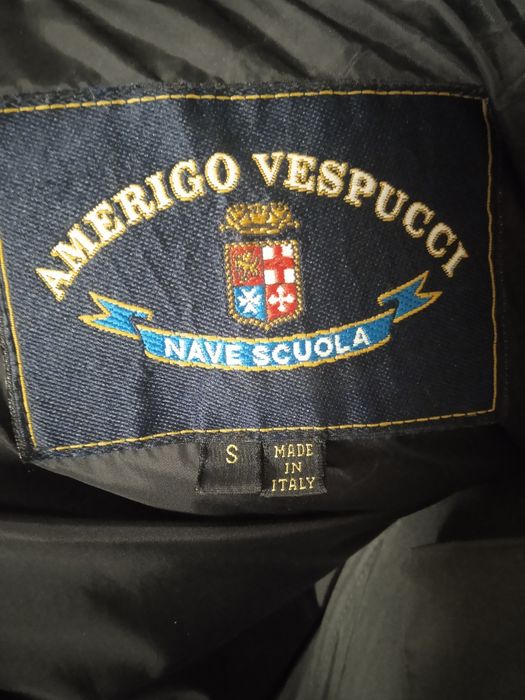 AMERIGO VESPUCCI
NAVE SCUOLA
S
MADE
IN
ITALY